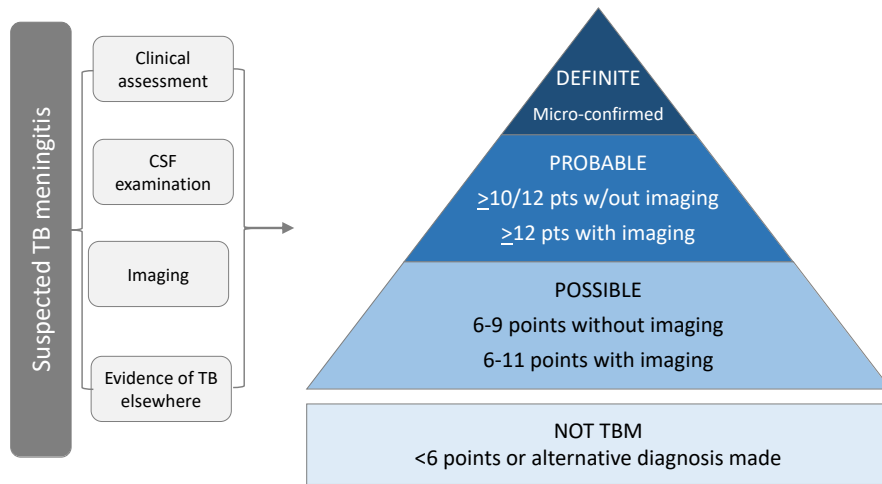 Suspected TB meningitis
Clinical
assessment
CSF
examination
Imaging
Evidence of TB
elsewhere
DEFINITE
Micro-confirmed
PROBABLE
>10/12 pts w/out imaging
>12 pts with imaging
POSSIBLE
6-9 points without imaging
6-11 points with imaging
NOT TBM
<6 points or alternative diagnosis made